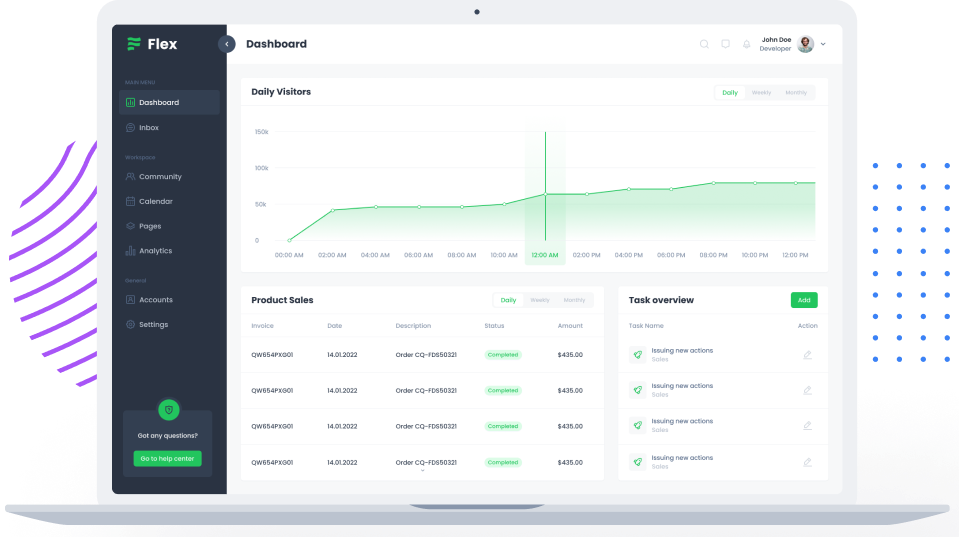 Flex
Dashboard
John Doe
Developer
MAIN MENU
Dashboard
Inbox
Workspace
Community
Calendar
Pages
Analytics
General
Accounts
Settings
Got any questions?
Go to help center
Daily Visitors
Daily Weekly Monthly
150k
100k
50k
0
00:00 AM 02:00 AM 04:00 AM 06:00 AM 08:00 AM 10:00 AM 12:00 AM 02:00 PM 04:00 PM 06:00 PM 08:00 PM 10:00 PM 12:00 PM
Product Sales
Daily Weekly Monthly
Invoice Date Description Status Amount
QW654PXG01 14.01.2022 Order CQ-FDS50321 Completed $435.00
QW654PXG01 14.01.2022 Order CQ-FDS50321 Completed $435.00
QW654PXG01 14.01.2022 Order CQ-FDS50321 Completed $435.00
QW654PXG01 14.01.2022 Order CQ-FDS50321 Completed $435.00
Task overview
Add
Task Name Action
Issuing new actions
Sales
Issuing new actions
Sales
Issuing new actions
Sales
Issuing new actions
Sales